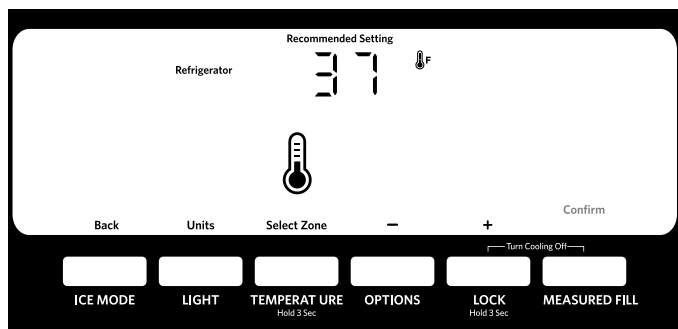 Recommended Setting
Refrigerator 37 F
Confirm
Back Units Select Zone − +
Turn Cooling Off
ICE MODE LIGHT TEMPERAT URE OPTIONS LOCK MEASURED FILL
Hold 3 Sec Hold 3 Sec